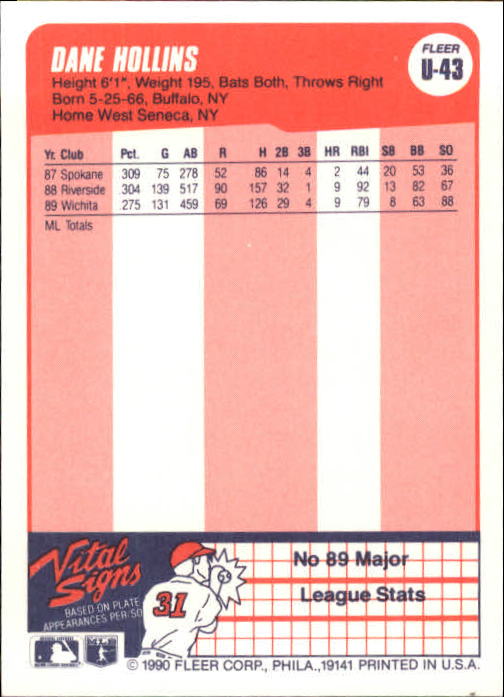 DANE HOLLINS
FLEER
U-43
Height 6'1", Weight 195, Bats Both, Throws Right
Born 5-25-66, Buffalo, NY
Home West Seneca, NY
Yr. Club Pct. G AB R H 2B 3B HR RBI SB BB SO
87 Spokane 309 75 278 52 86 14 4 2 44 20 53 36
88 Riverside 304 139 517 90 157 32 1 9 92 13 82 67
89 Wichita 275 131 459 69 126 29 4 9 79 8 63 88
ML Totals
Vital
Signs
BASED ON PLATE
APPEARANCES PER/SO
31
No 89 Major
League Stats
© 1990 FLEER CORP., PHILA., 19141 PRINTED IN U.S.A.